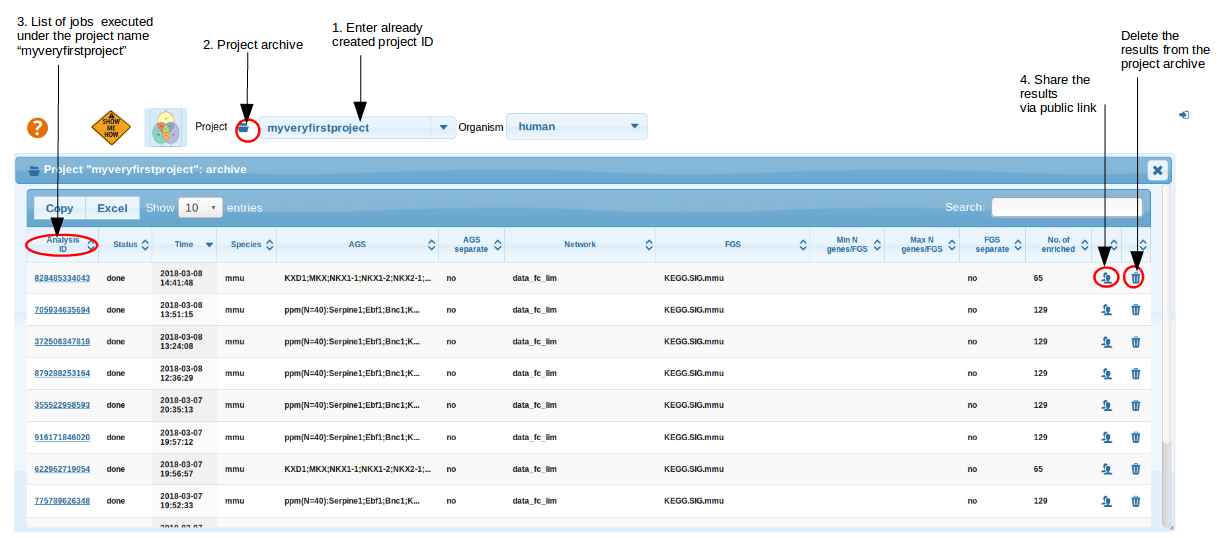 3. List of jobs executed
under the project name
“myveryfirstproject”
2. Project archive
1. Enter already
created project ID
Delete the
results from the
project archive
4. Share the
results
via public link
?
SHOW
ME
HOW
Project myveryfirstproject Organism human
Project "myveryfirstproject": archive
Copy Excel Show 10 entries Search:
Analysis ID Status Time Species AGS AGS separate Network FGS Min N genes/FGS Max N genes/FGS FGS separate No. of enriched
828485334043 done 2018-03-08 14:41:48 mmu KXD1;MKX;NKX1-1;NKX1-2;NKX2-1;... no data_fc_lim KEGG.SIG.mmu no 65
705934635694 done 2018-03-08 13:51:15 mmu ppm(N=40):Serpine1;Ebf1;Bnc1;K... no data_fc_lim KEGG.SIG.mmu no 129
372506347819 done 2018-03-08 13:24:08 mmu ppm(N=40):Serpine1;Ebf1;Bnc1;K... no data_fc_lim KEGG.SIG.mmu no 129
879288253164 done 2018-03-08 12:36:29 mmu ppm(N=40):Serpine1;Ebf1;Bnc1;K... no data_fc_lim KEGG.SIG.mmu no 129
355522958593 done 2018-03-07 20:35:13 mmu ppm(N=40):Serpine1;Ebf1;Bnc1;K... no data_fc_lim KEGG.SIG.mmu no 129
916171846020 done 2018-03-07 19:57:12 mmu ppm(N=40):Serpine1;Ebf1;Bnc1;K... no data_fc_lim KEGG.SIG.mmu no 129
622962719054 done 2018-03-07 19:56:57 mmu KXD1;MKX;NKX1-1;NKX1-2;NKX2-1;... no data_fc_lim KEGG.SIG.mmu no 65
775789626348 done 2018-03-07 19:52:33 mmu ppm(N=40):Serpine1;Ebf1;Bnc1;K... no data_fc_lim KEGG.SIG.mmu no 129
2018-03-07